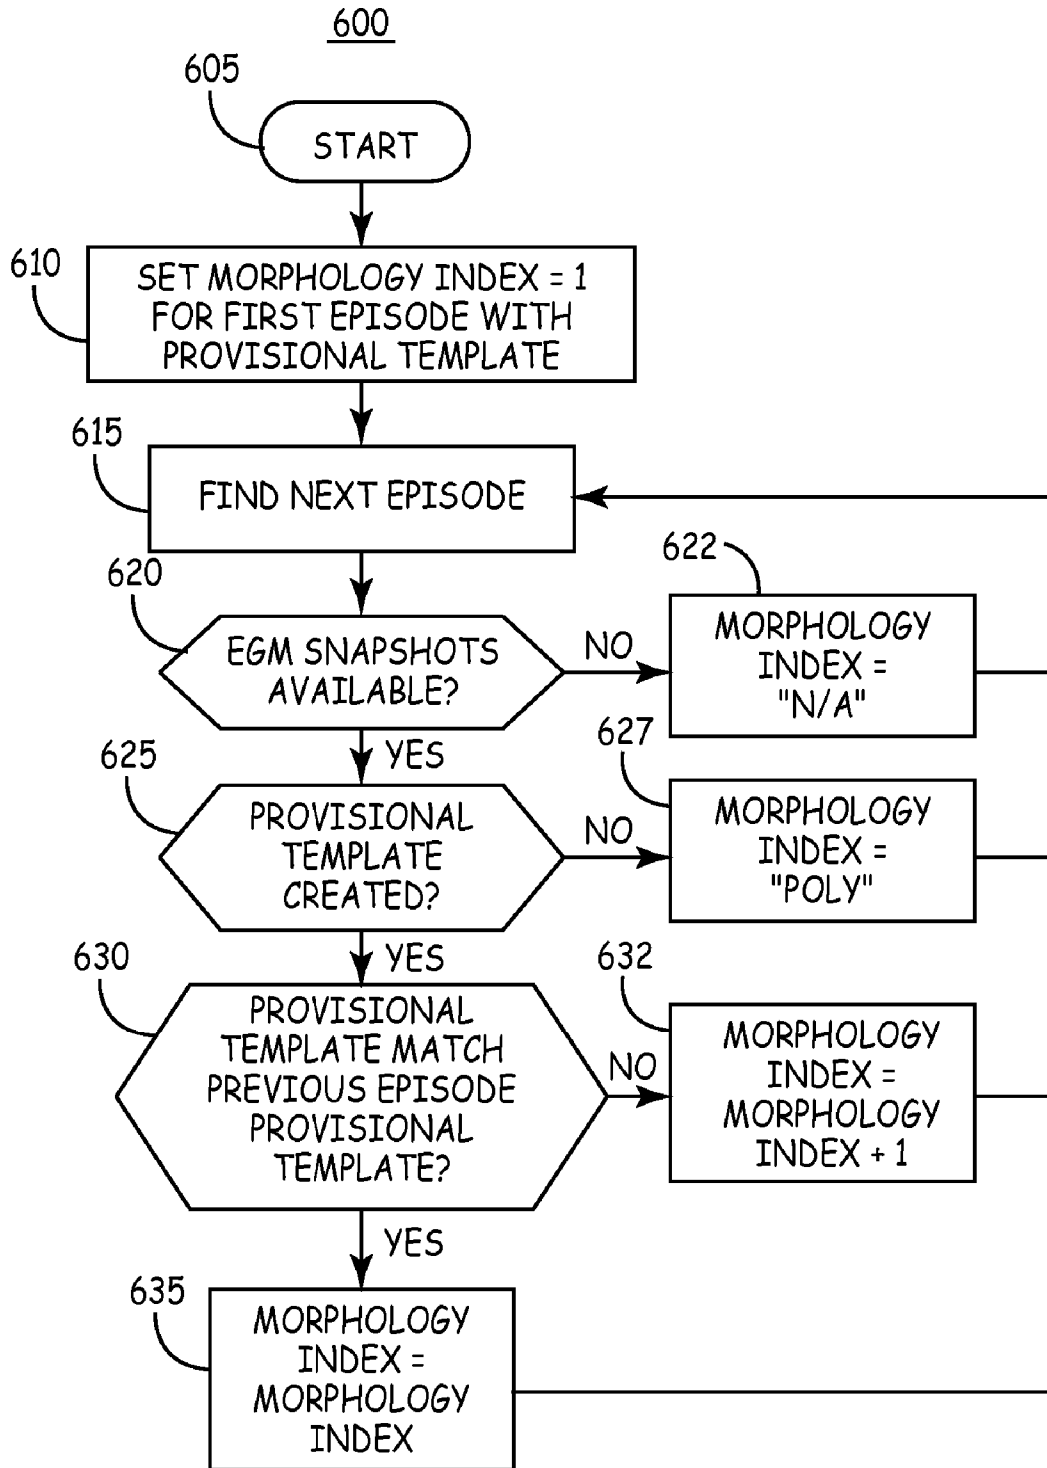 600
605
START
610
SET MORPHOLOGY INDEX = 1
FOR FIRST EPISODE WITH
PROVISIONAL TEMPLATE
615
FIND NEXT EPISODE
620
EGM SNAPSHOTS
AVAILABLE?
NO
622
MORPHOLOGY
INDEX =
"N/A"
YES
625
PROVISIONAL
TEMPLATE
CREATED?
NO
627
MORPHOLOGY
INDEX =
"POLY"
YES
630
PROVISIONAL
TEMPLATE MATCH
PREVIOUS EPISODE
PROVISIONAL
TEMPLATE?
NO
632
MORPHOLOGY
INDEX =
MORPHOLOGY
INDEX + 1
YES
635
MORPHOLOGY
INDEX =
MORPHOLOGY
INDEX